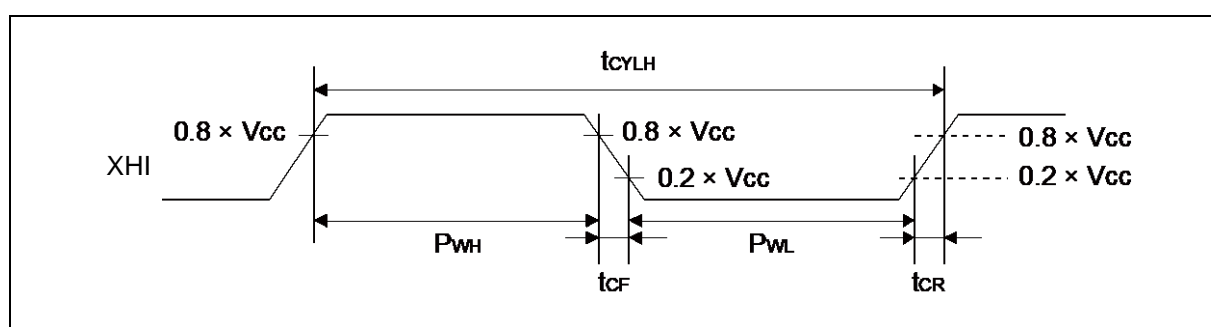 tCYLH
0.8 × Vcc
0.8 × Vcc
0.8 × Vcc
XHI
0.2 × Vcc
0.2 × Vcc
PWH
PWL
tCF
tCR